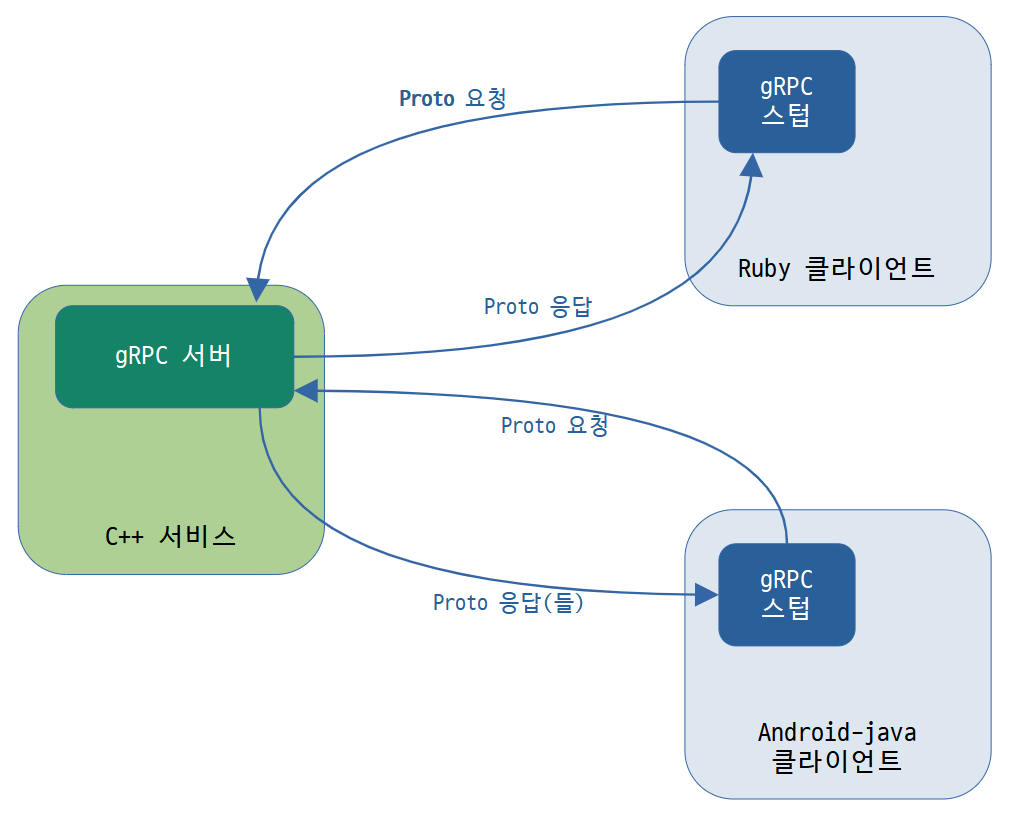 gRPC
스텁
Proto 요청
Ruby 클라이언트
Proto 응답
gRPC 서버
Proto 요청
C++ 서비스
gRPC
스텁
Proto 응답(들)
Android-java
클라이언트